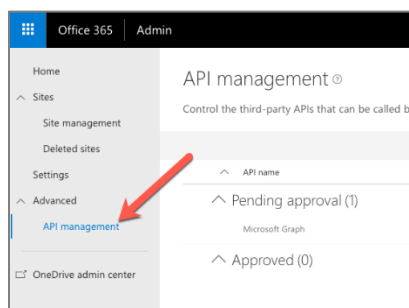 Office 365 Admin
Home
Sites
Site management
Deleted sites
Settings
Advanced
API management
OneDrive admin center
API management
Control the third-party APIs that can be called b
API name
Pending approval (1)
Microsoft Graph
Approved (0)